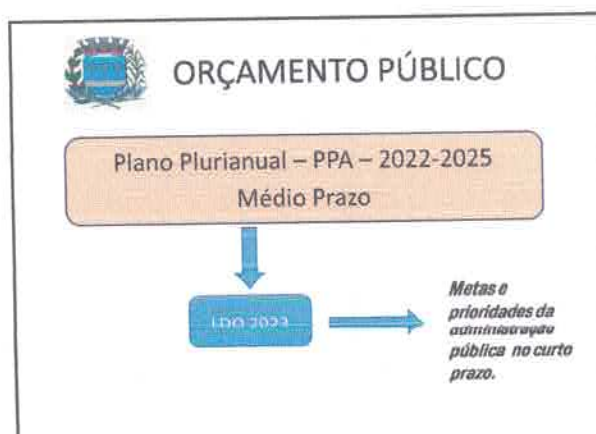 ORÇAMENTO PÚBLICO
Plano Plurianual – PPA – 2022-2025
Médio Prazo
LDO 2023
Metas e
prioridades da
administração
pública no curto
prazo.